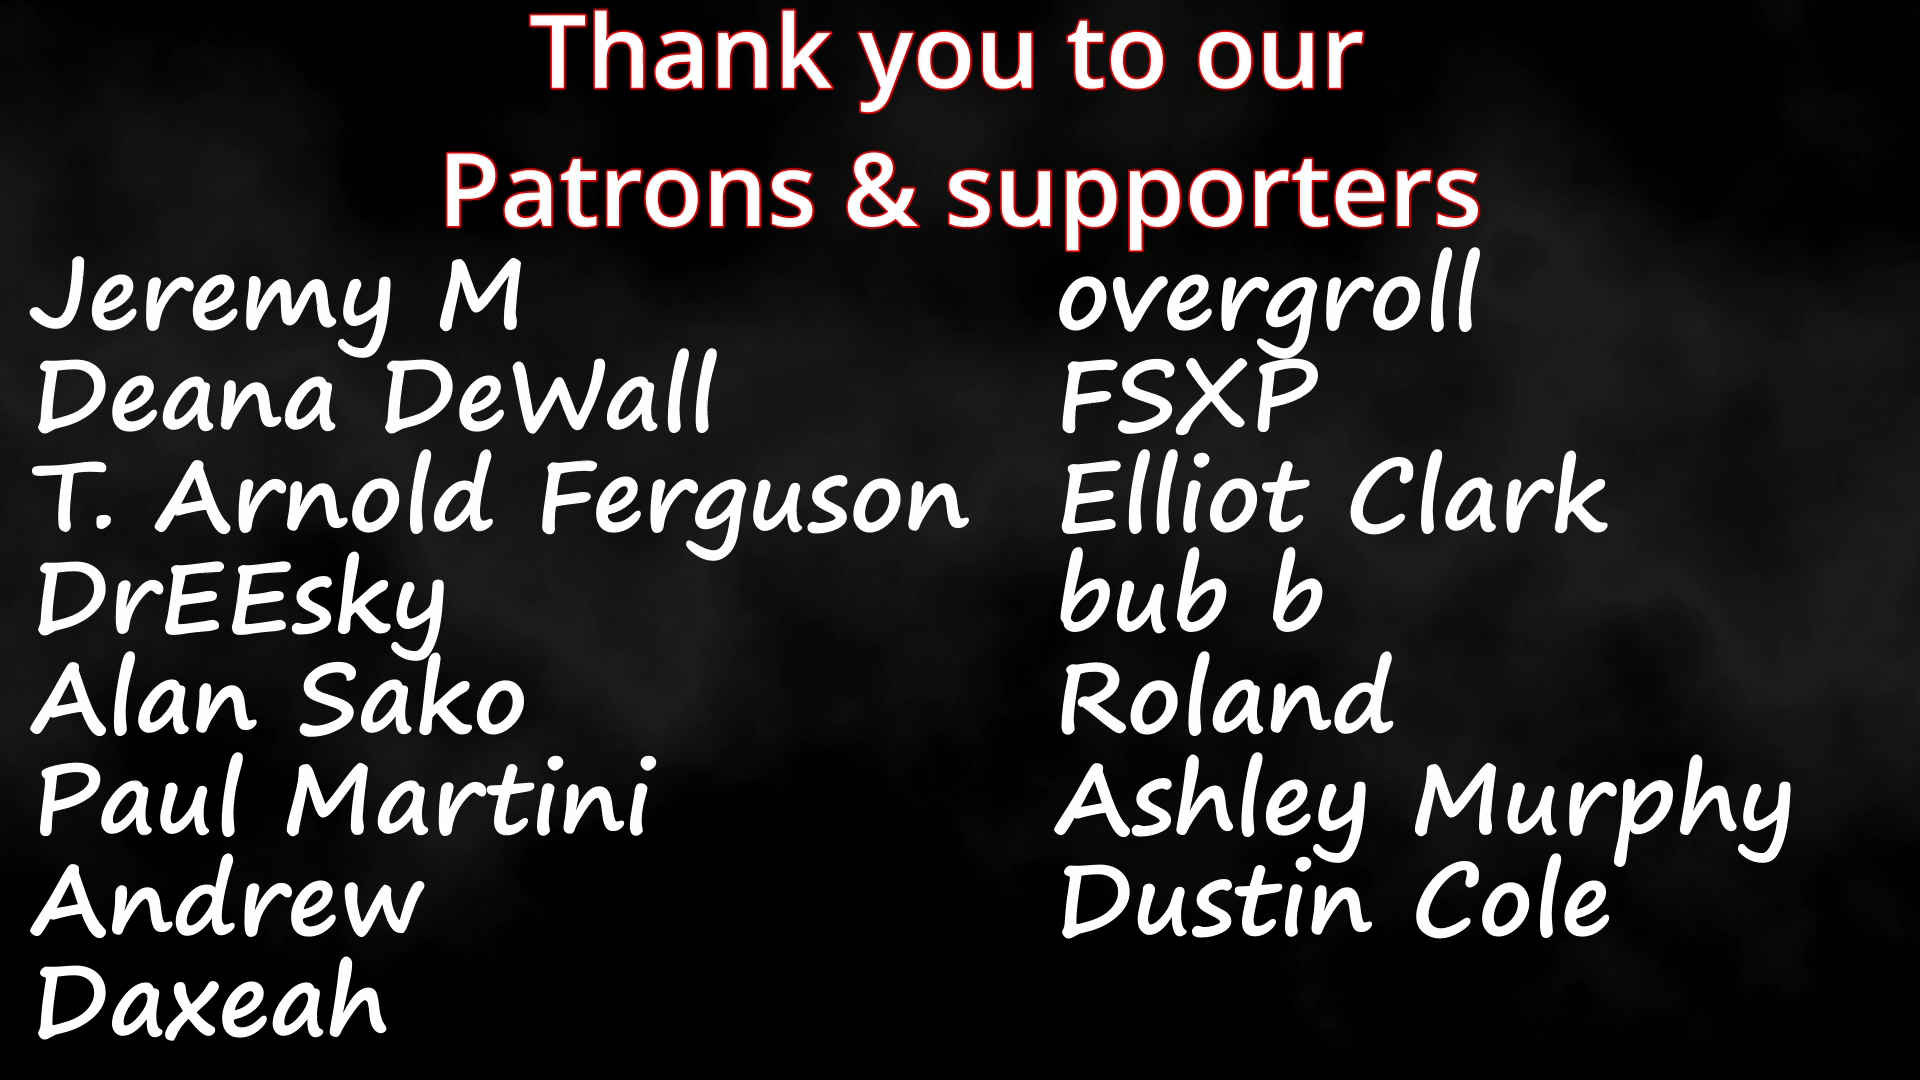 Thank you to our
Patrons & supporters
Jeremy M
Deana DeWall
T. Arnold Ferguson
DrEEsky
Alan Sako
Paul Martini
Andrew
Daxeah
overgroll
FSXP
Elliot Clark
bub b
Roland
Ashley Murphy
Dustin Cole